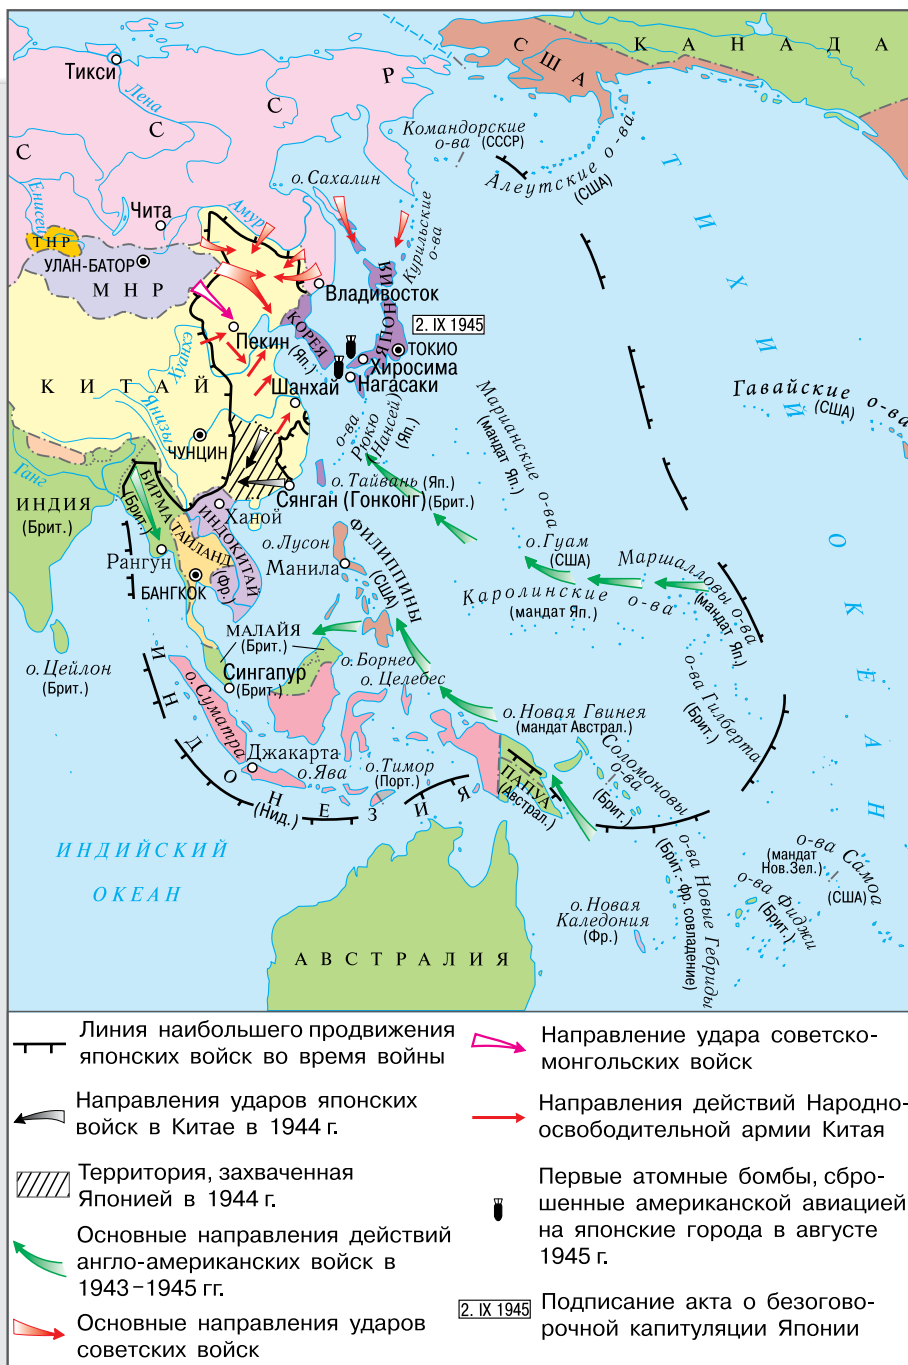 Тикси
Лена
С С С Р
США
КАНАДА
Командорские
о-ва (СССР)
Алеутские о-ва
(США)
о. Сахалин
Курильские
о-ва
Енисей
Чита
Амур
ТНР
УЛАН-БАТОР
МНР
Владивосток
ЯПОНИЯ
2. IX 1945
КОРЕЯ
(Яп.)
Пекин
ТОКИО
Хиросима
Нагасаки
Хуанхэ
КИТАЙ
Шанхай
Янцзы
ЧУНЦИН
о-ва
Рюкю
(Нансей)
(Яп.)
Марианские о-ва
(мандат Яп.)
Гавайские о-ва
(США)
ТИХИЙ ОКЕАН
Ганг
ИНДИЯ
(Брит.)
БИРМА
(Брит.)
о. Тайвань (Яп.)
Сянган (Гонконг) (Брит.)
Ханой
ИНДОКИТАЙ
(Фр.)
ТАИЛАНД
Рангун
БАНГКОК
о. Лусон
Манила
ФИЛИППИНЫ
(США)
о. Гуам
(США)
Маршалловы о-ва
(мандат Яп.)
Каролинские о-ва
(мандат Яп.)
МАЛАЙЯ
(Брит.)
о. Цейлон
(Брит.)
Сингапур
(Брит.)
о. Борнео
о. Целебес
о. Суматра
о. Новая Гвинея
(мандат Австрал.)
о-ва Гилберта
(Брит.)
Джакарта
о. Ява
о. Тимор
(Порт.)
ИНДОНЕЗИЯ
(Нид.)
ПАПУА
(Австрал.)
Соломоновы
о-ва
(Брит.)
ИНДИЙСКИЙ
ОКЕАН
о-ва Новые Гебриды
(Брит.- фр. совладение)
о-ва Самоа
(мандат
Нов.Зел.)
(США)
о-ва Фиджи
(Брит.)
о. Новая
Каледония
(Фр.)
АВСТРАЛИЯ
Линия наибольшего продвижения
японских войск во время войны
Направления ударов японских
войск в Китае в 1944 г.
Территория, захваченная
Японией в 1944 г.
Основные направления действий
англо-американских войск в
1943–1945 гг.
Основные направления ударов
советских войск
Направление удара советско-
монгольских войск
Направления действий Народно-
освободительной армии Китая
Первые атомные бомбы, сбро-
шенные американской авиацией
на японские города в августе
1945 г.
2. IX 1945
Подписание акта о безогово-
рочной капитуляции Японии